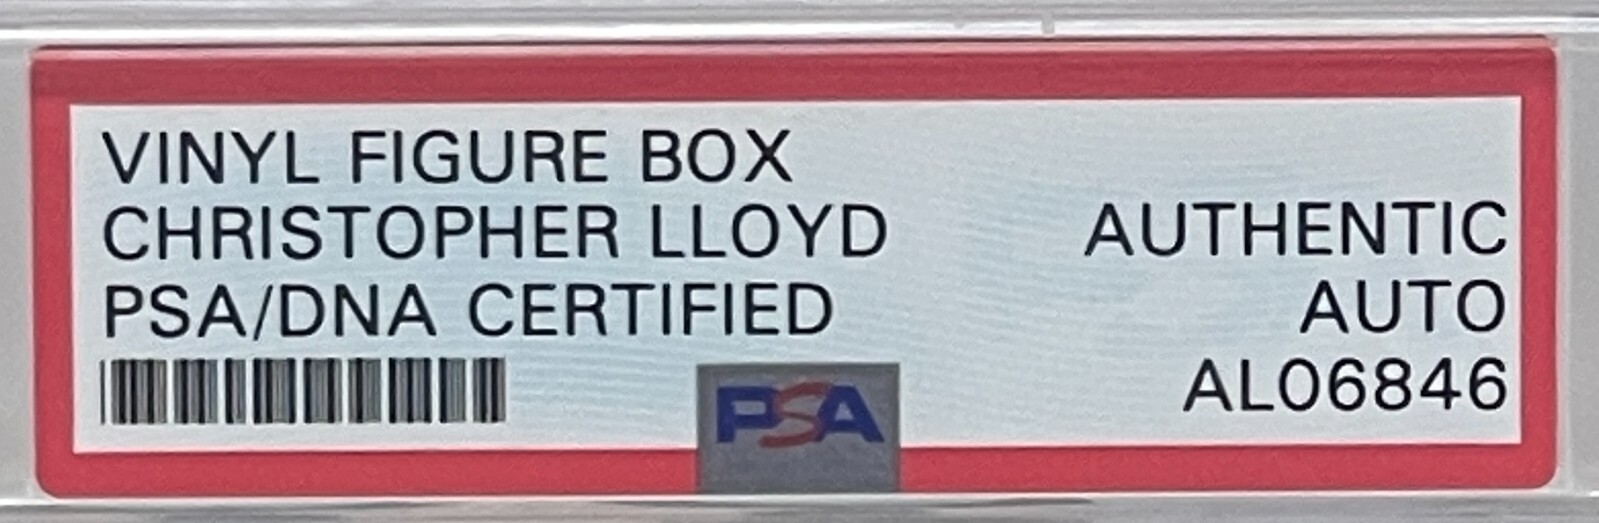 VINYL FIGURE BOX
CHRISTOPHER LLOYD
PSA/DNA CERTIFIED
AUTHENTIC
AUTO
AL06846
PSA